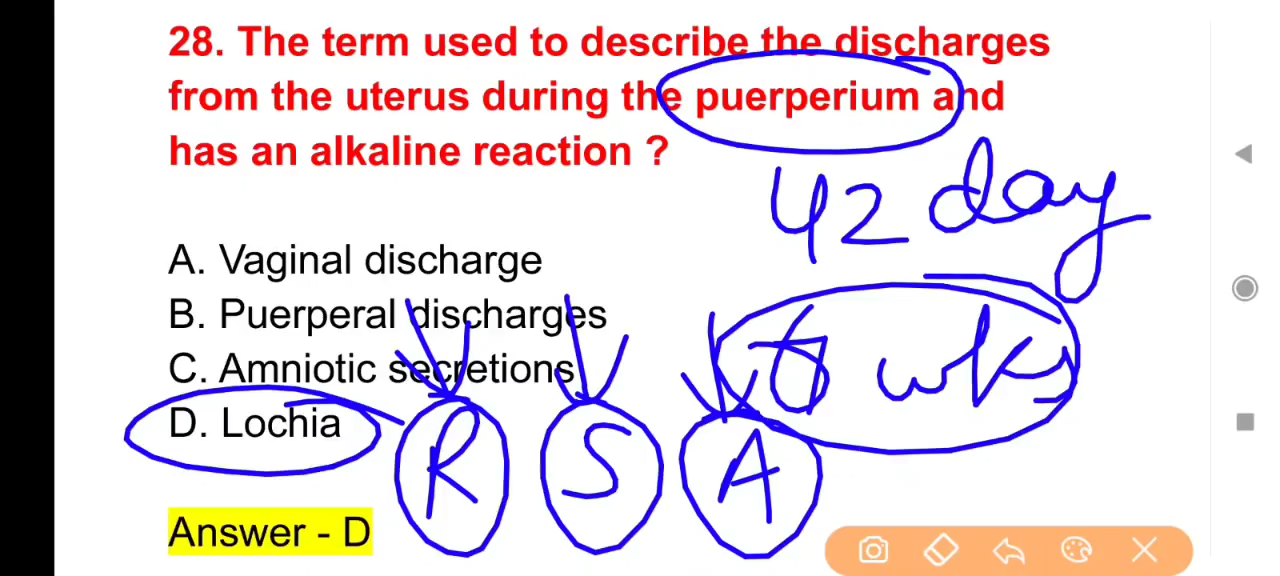 28. The term used to describe the discharges
from the uterus during the puerperium and
has an alkaline reaction ?
42 day
A. Vaginal discharge
B. Puerperal discharges
6 wks
C. Amniotic secretions
D. Lochia
R S A
Answer - D